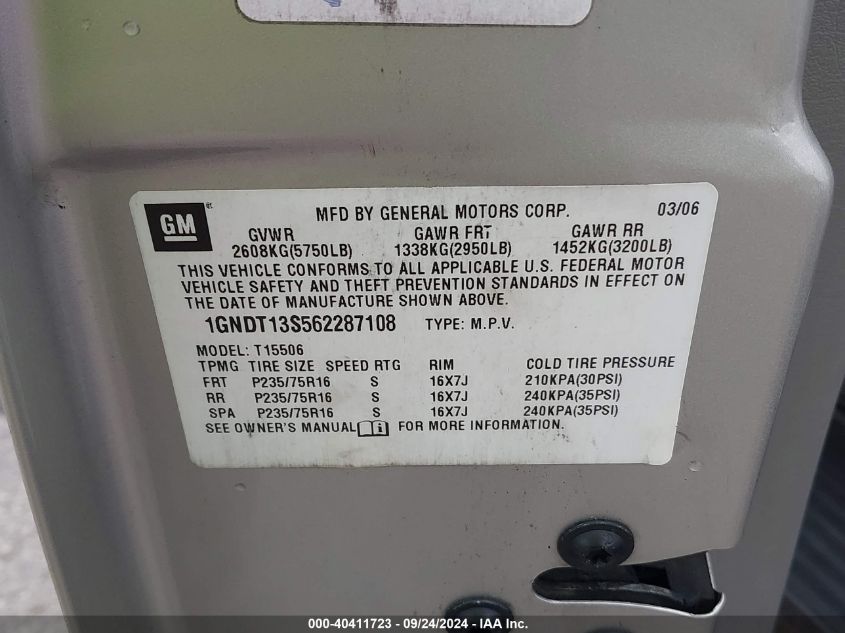 GM
MFD BY GENERAL MOTORS CORP. 03/06
GVWR GAWR FRT GAWR RR
2608KG(5750LB) 1338KG(2950LB) 1452KG(3200LB)
THIS VEHICLE CONFORMS TO ALL APPLICABLE U.S. FEDERAL MOTOR
VEHICLE SAFETY AND THEFT PREVENTION STANDARDS IN EFFECT ON
THE DATE OF MANUFACTURE SHOWN ABOVE.
1GNDT13S562287108 TYPE: M.P.V.
MODEL: T15506
TPMG TIRE SIZE SPEED RTG RIM COLD TIRE PRESSURE
FRT P235/75R16 S 16X7J 210KPA(30PSI)
RR P235/75R16 S 16X7J 240KPA(35PSI)
SPA P235/75R16 S 16X7J 240KPA(35PSI)
SEE OWNER'S MANUAL FOR MORE INFORMATION.
000-40411723 - 09/24/2024 - IAA Inc.